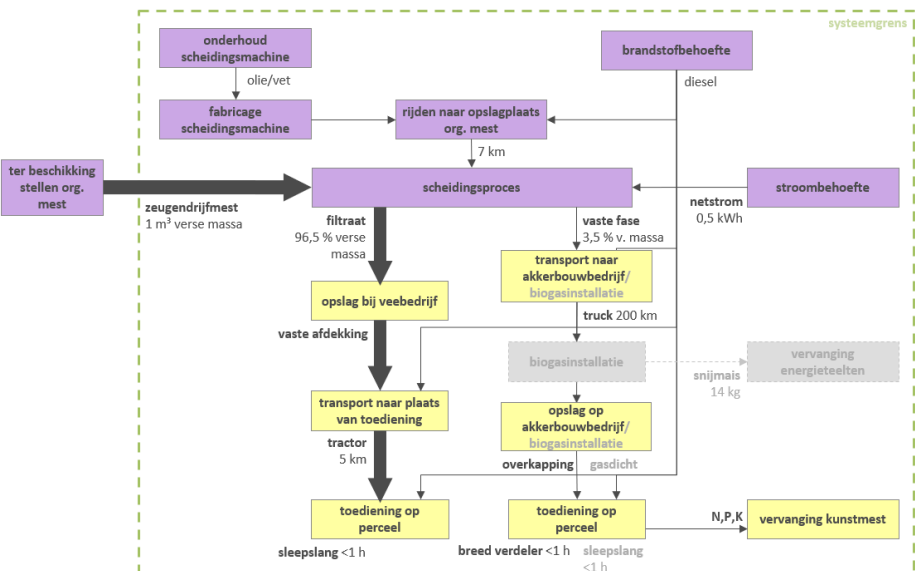 systeemgrens
onderhoud
scheidingsmachine
brandstofbehoefte
olie/vet
diesel
fabricage
scheidingsmachine
rijden naar opslagplaats
org. mest
7 km
ter beschikking
stellen org.
mest
scheidingsproces
stroombehoefte
zeugendrijfmest
1 m³ verse massa
netstrom
0,5 kWh
filtraat
96,5 % verse
massa
vaste fase
3,5 % v. massa
transport naar
akkerbouwbedrijf/
biogasinstallatie
opslag bij veebedrijf
truck 200 km
vaste afdekking
biogasinstallatie
vervanging
energieteelten
snijmais
14 kg
transport naar plaats
van toediening
opslag op
akkerbouwbedrijf/
biogasinstallatie
tractor
5 km
overkapping
gasdicht
toediening op
perceel
toediening op
perceel
N,P,K
vervanging kunstmest
sleepslang <1 h
breed verdeler <1 h
sleepslang
<1 h